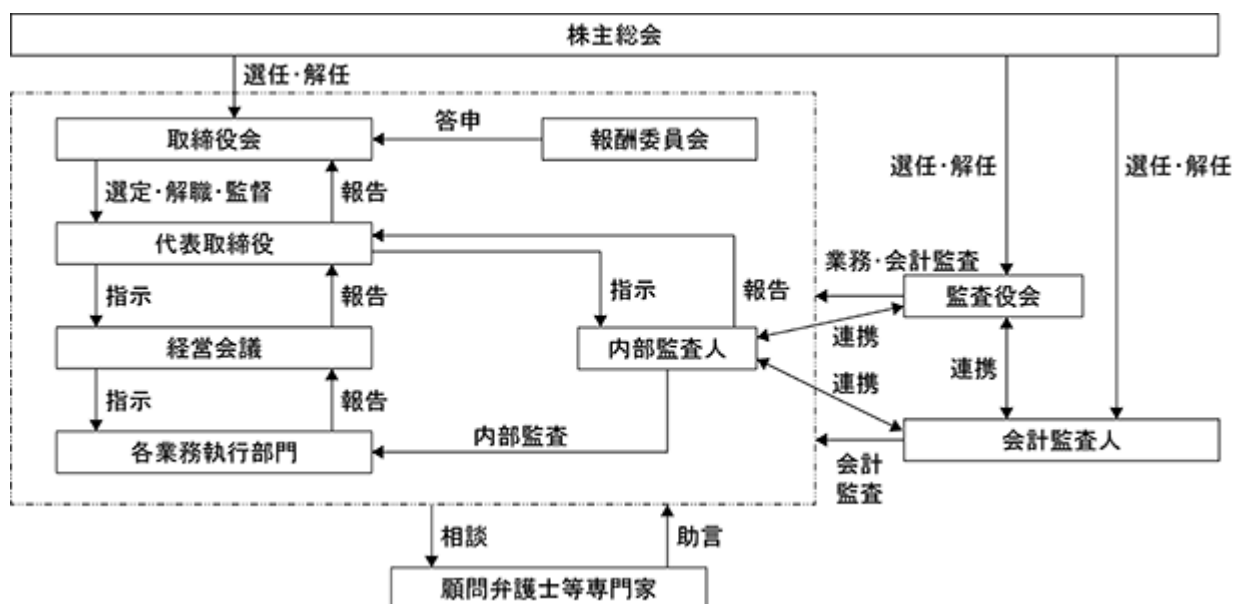 株主総会
選任・解任
取締役会
答申
報酬委員会
選任・解任
選任・解任
選定・解職・監督
報告
代表取締役
業務・会計監査
指示
報告
指示
報告
監査役会
経営会議
内部監査人
連携
連携
連携
指示
報告
各業務執行部門
内部監査
会計監査人
会計
監査
相談
助言
顧問弁護士等専門家